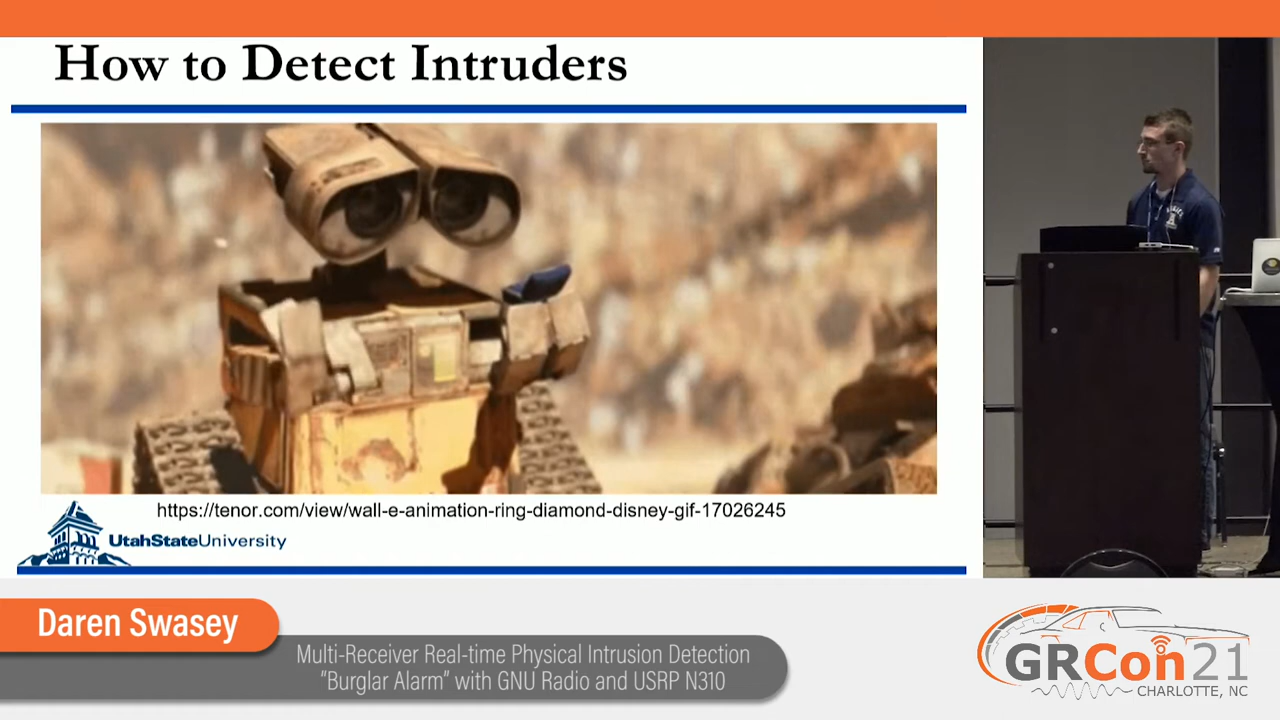 How to Detect Intruders
https://tenor.com/view/wall-e-animation-ring-diamond-disney-gif-17026245
UtahStateUniversity
Daren Swasey
Multi-Receiver Real-time Physical Intrusion Detection
"Burglar Alarm" with GNU Radio and USRP N310
GRCon21
CHARLOTTE, NC